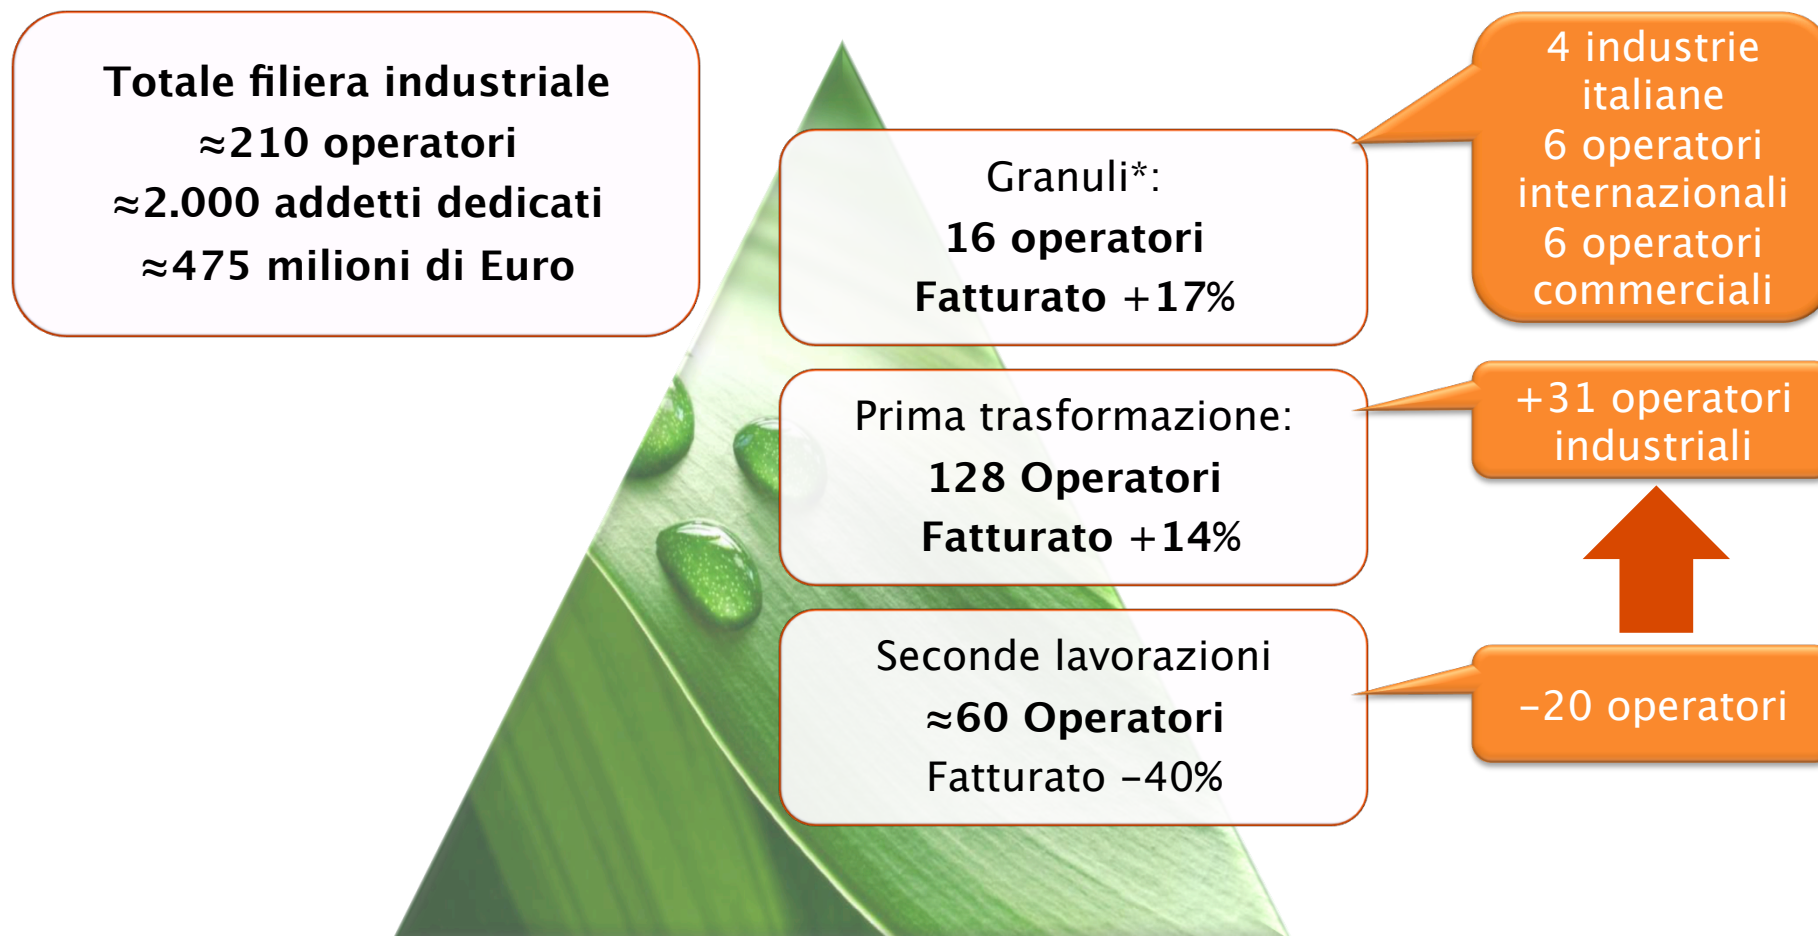 Totale filiera industriale
≈210 operatori
≈2.000 addetti dedicati
≈475 milioni di Euro
Granuli*:
16 operatori
Fatturato +17%
4 industrie
italiane
6 operatori
internazionali
6 operatori
commerciali
Prima trasformazione:
128 Operatori
Fatturato +14%
+31 operatori
industriali
Seconde lavorazioni
≈60 Operatori
Fatturato -40%
-20 operatori